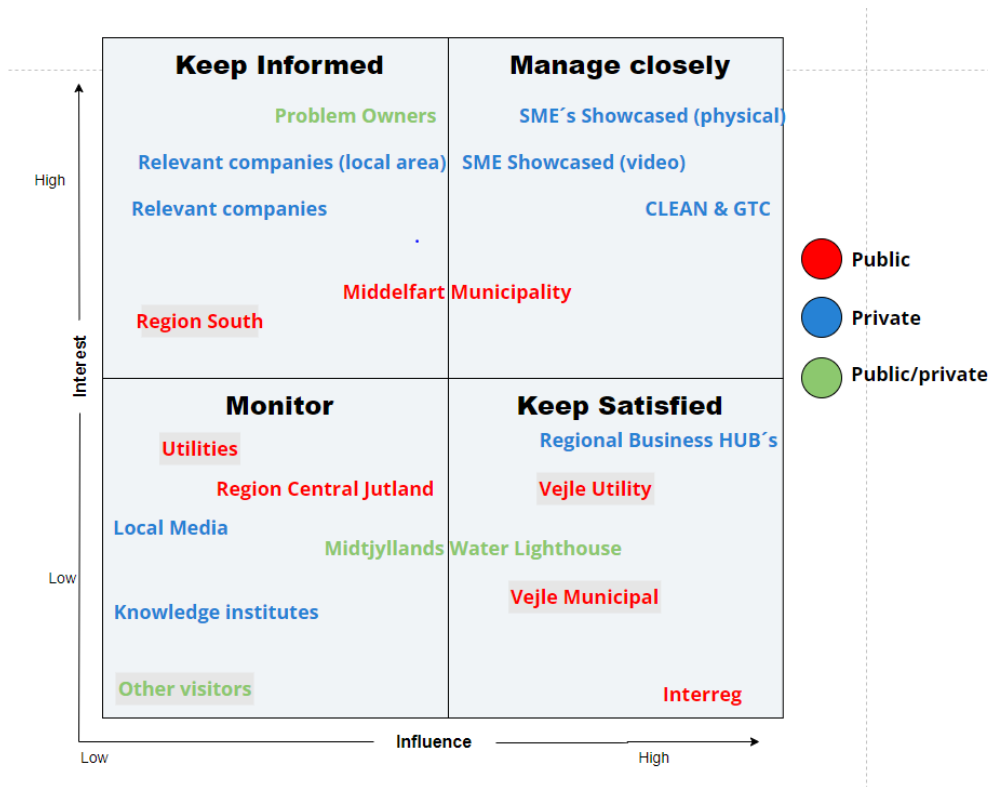 Keep Informed
Manage closely
Problem Owners
SME´s Showcased (physical)
Relevant companies (local area)
SME Showcased (video)
High
Relevant companies
CLEAN & GTC
Public
Middelfart Municipality
Region South
Private
Interest
Public/private
Monitor
Keep Satisfied
Utilities
Regional Business HUB´s
Region Central Jutland
Vejle Utility
Local Media
Midtjyllands Water Lighthouse
Low
Vejle Municipal
Knowledge institutes
Other visitors
Interreg
Influence
Low
High